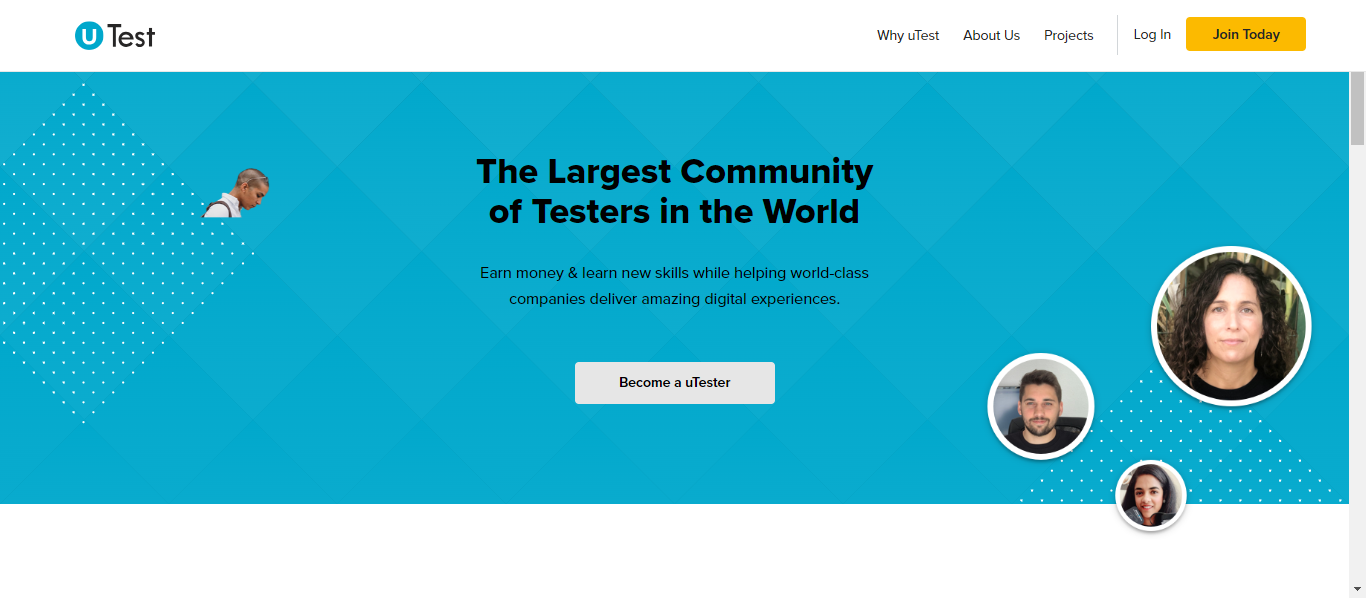 uTest
Why uTest
About Us
Projects
Log In
Join Today
The Largest Community
of Testers in the World
Earn money & learn new skills while helping world-class
companies deliver amazing digital experiences.
Become a uTester